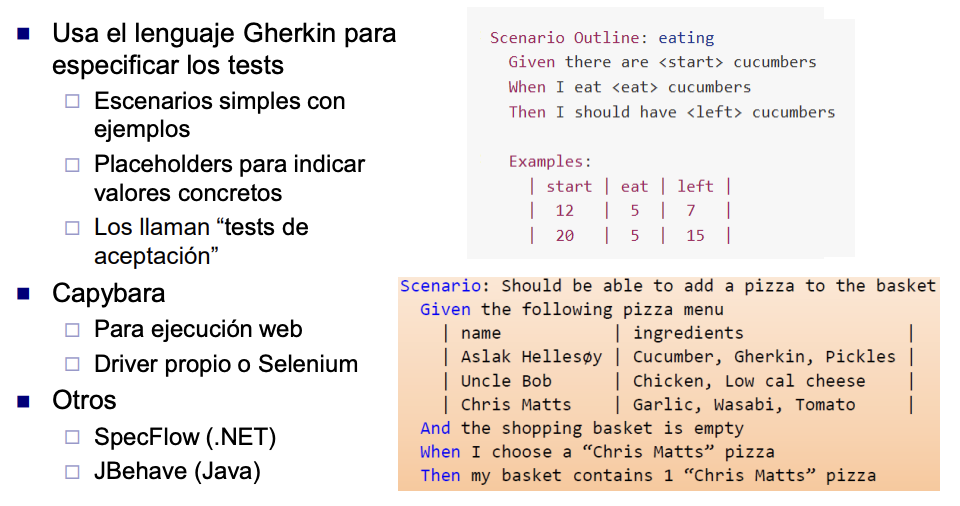 Usa el lenguaje Gherkin para
especificar los tests
Escenarios simples con
ejemplos
Placeholders para indicar
valores concretos
Los llaman “tests de
aceptación”
Capybara
Para ejecución web
Driver propio o Selenium
Otros
SpecFlow (.NET)
JBehave (Java)
Scenario Outline: eating
Given there are <start> cucumbers
When I eat <eat> cucumbers
Then I should have <left> cucumbers
Examples:
| start | eat | left |
| 12 | 5 | 7 |
| 20 | 5 | 15 |
Scenario: Should be able to add a pizza to the basket
Given the following pizza menu
| name | ingredients |
| Aslak Hellesøy | Cucumber, Gherkin, Pickles |
| Uncle Bob | Chicken, Low cal cheese |
| Chris Matts | Garlic, Wasabi, Tomato |
And the shopping basket is empty
When I choose a “Chris Matts” pizza
Then my basket contains 1 “Chris Matts” pizza